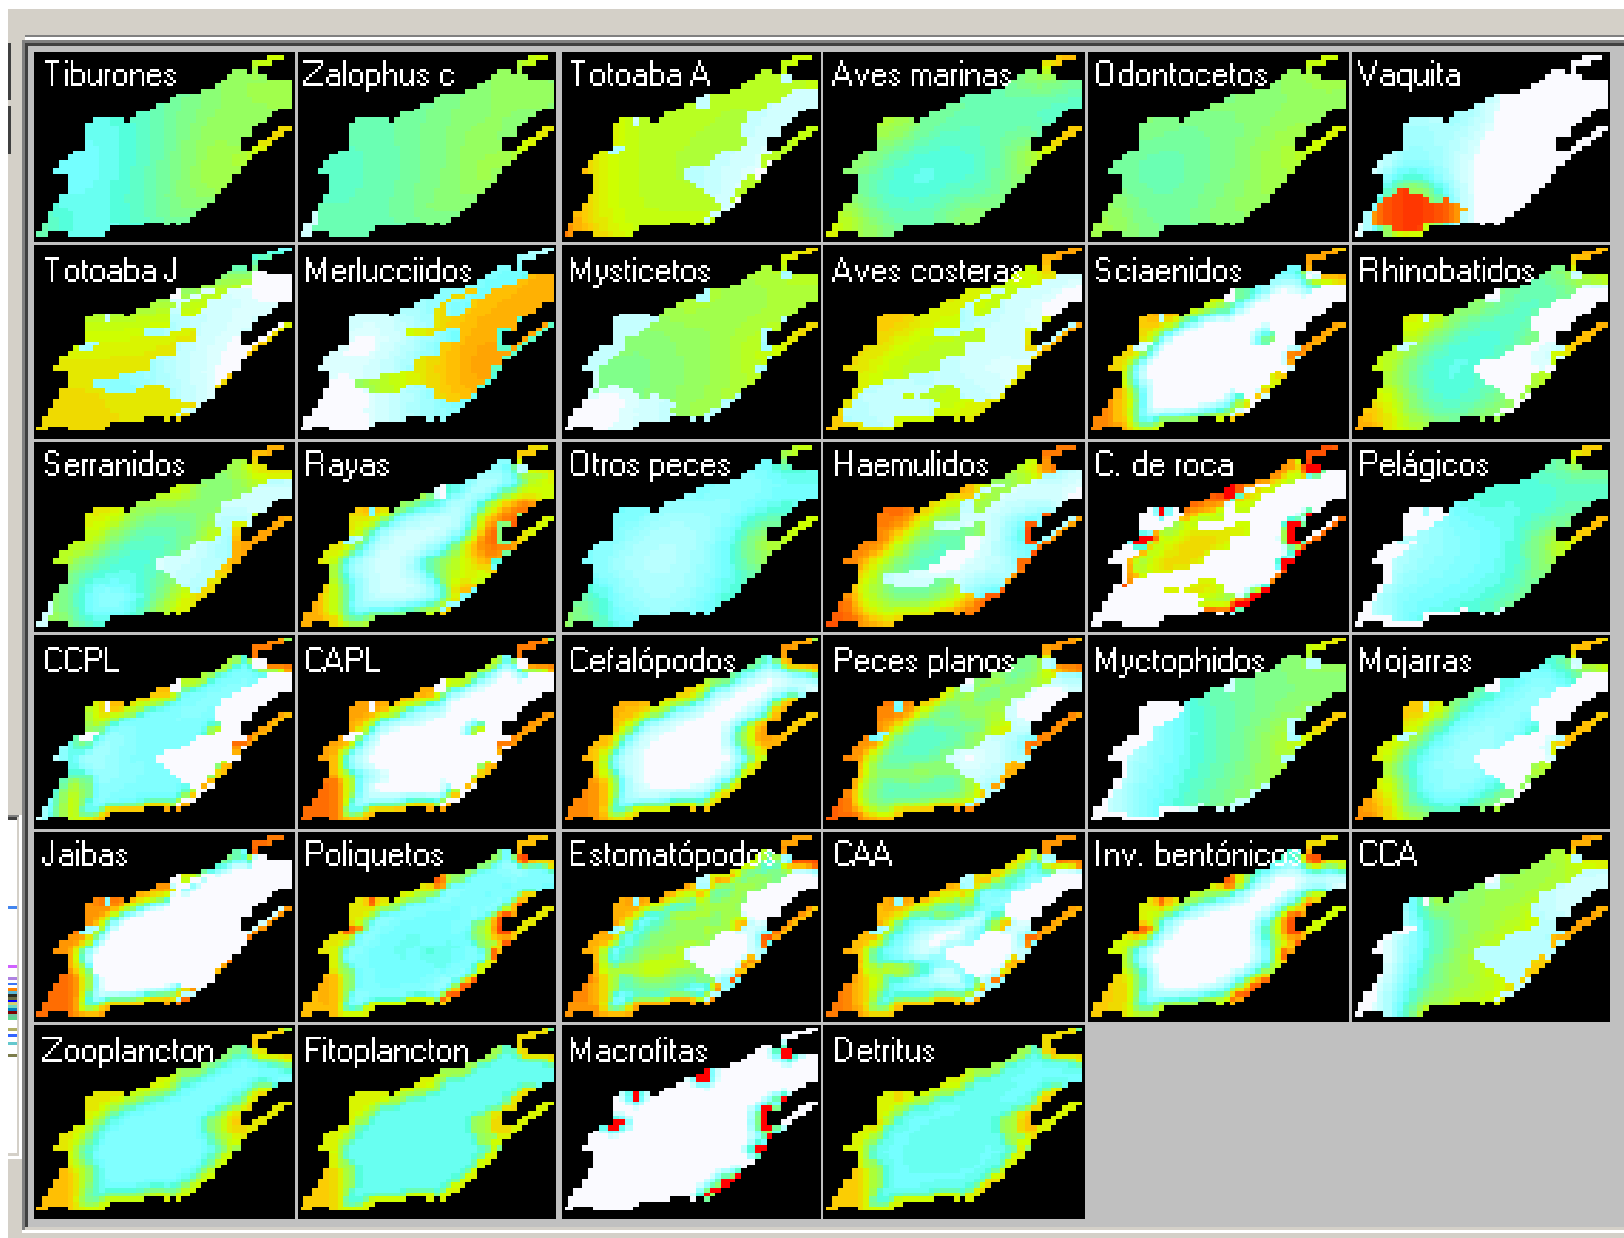 Tiburones
Zalophus c
Totoaba A
Aves marinas
Odontocetos
Vaquita
Totoaba J
Merlucciidos
Mysticetos
Aves costeras
Sciaenidos
Rhinobatidos
Serranidos
Rayas
Otros peces
Haemulidos
C. de roca
Pelágicos
CCPL
CAPL
Cefalópodos
Peces planos
Myctophidos
Mojarras
Jaibas
Poliquetos
Estomatópodos
CAA
Inv. bentónicos
CCA
Zooplancton
Fitoplancton
Macrofitas
Detritus